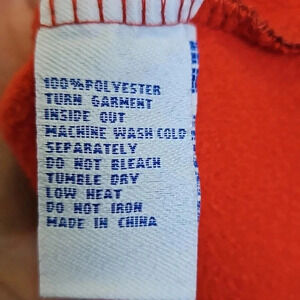 100%POLYESTER
TURN GARMENT
INSIDE OUT
MACHINE WASH COLD
SEPARATELY
DO NOT BLEACH
TUMBLE DRY
LOW HEAT
DO NOT IRON
MADE IN CHINA